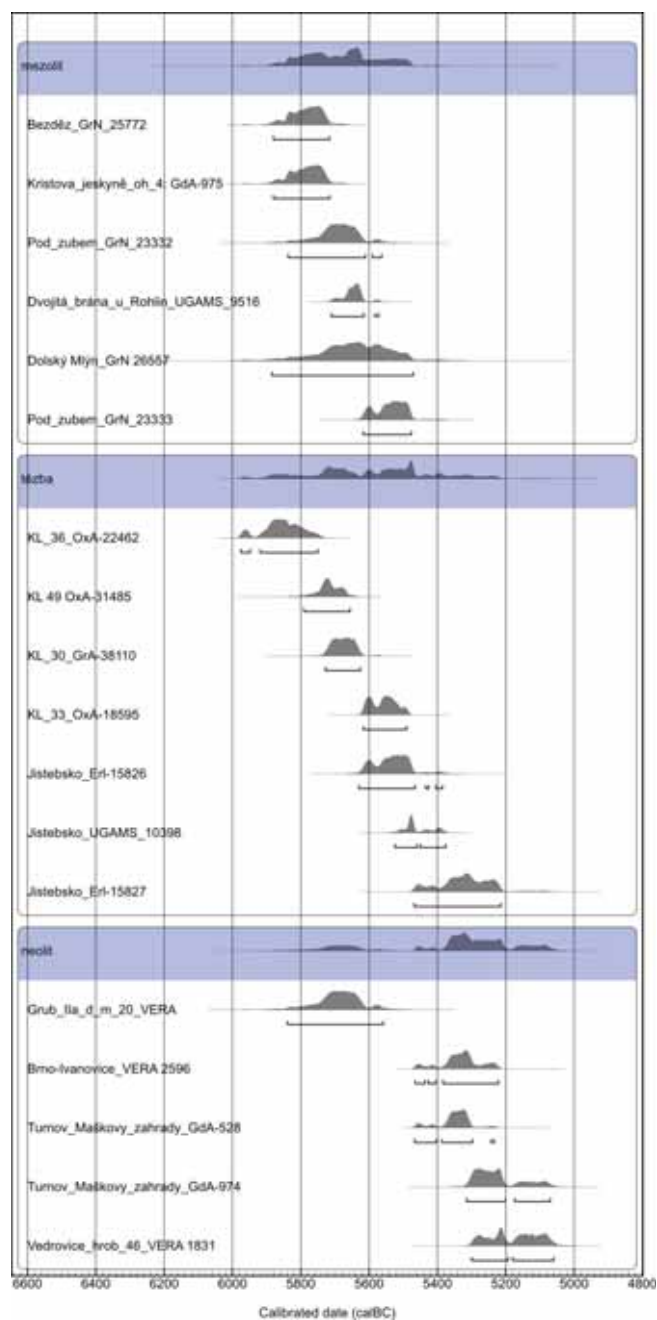 mezolit
Bezděz_GrN_25772
Kristova_jeskyně_oh_4: GdA-975
Pod_zubem_GrN_23332
Dvojitá_brána_u_Rohlin_UGAMS_9516
Dolský Mlýn_GrN 26557
Pod_zubem_GrN_23333
těžba
KL_36_OxA-22462
KL 49 OxA-31485
KL_30_GrA-38110
KL_33_OxA-18595
Jistebsko_Erl-15826
Jistebsko_UGAMS_10398
Jistebsko_Erl-15827
neolit
Grub_IIa_d_m_20_VERA
Brno-Ivanovice_VERA 2596
Turnov_Maškovy_zahrady_GdA-528
Turnov_Maškovy_zahrady_GdA-974
Vedrovice_hrob_46_VERA 1831
6600 6400 6200 6000 5800 5600 5400 5200 5000 4800
Calibrated date (calBC)